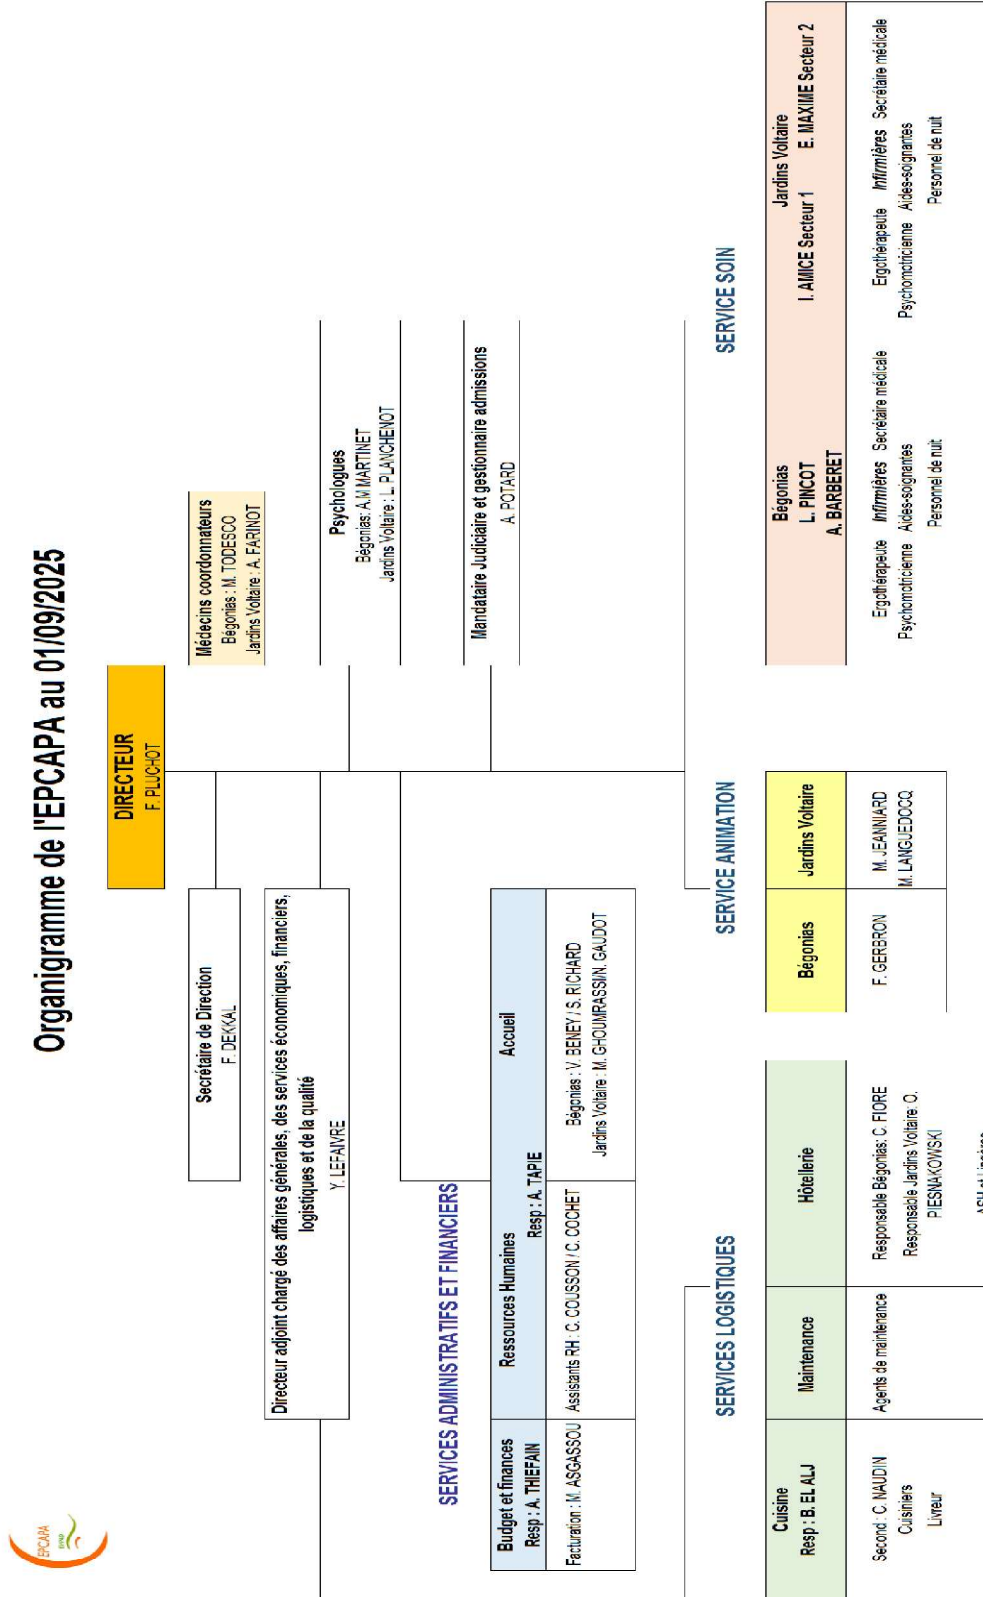 EPCAPA
EHPAD
Organigramme de l'EPCAPA au 01/09/2025
DIRECTEUR
F. PLUCHOT
Secrétaire de Direction
F. DEKKAL
Médecins coordonnateurs
Bégonias : M. TODESCO
Jardins Voltaire : A. FARINOT
Directeur adjoint chargé des affaires générales, des services économiques, financiers,
logistiques et de la qualité
Y. LEFAIVRE
Psychologues
Bégonias: A.M MARTINET
Jardins Voltaire : L. PLANCHENOT
SERVICES ADMINISTRATIFS ET FINANCIERS
Mandataire Judiciaire et gestionnaire admissions
A. POTARD
Budget et finances
Resp : A. THIEFAIN
Ressources Humaines
Accueil
Resp : A. TAPIE
Facturation : M. ASGASSOU
Assistants RH : C. COUSSON / C. COCHET
Bégonias : V. BENEY / S. RICHARD
Jardins Voltaire : M. GHOUMRASSI/N. GAUDOT
SERVICES LOGISTIQUES
SERVICE ANIMATION
SERVICE SOIN
Cuisine
Resp : B. EL ALJ
Maintenance
Hôtellerie
Bégonias
Jardins Voltaire
Bégonias
L. PINCOT
A. BARBERET
Jardins Voltaire
I. AMICE Secteur 1 E. MAXIME Secteur 2
Second : C. NAUDIN
Cuisiniers
Livreur
Agents de maintenance
Responsable Bégonias: C. FIORE
Responsable Jardins Voltaire: O.
PIESNAKOWSKI
ASH et Lingères
F. GERBRON
M. JEANNIARD
M. LANGUEDOCQ
Ergothérapeute Infirmières Secrétaire médicale
Psychomotricienne Aides-soignantes
Personnel de nuit
Ergothérapeute Infirmières Secrétaire médicale
Psychomotricienne Aides-soignantes
Personnel de nuit